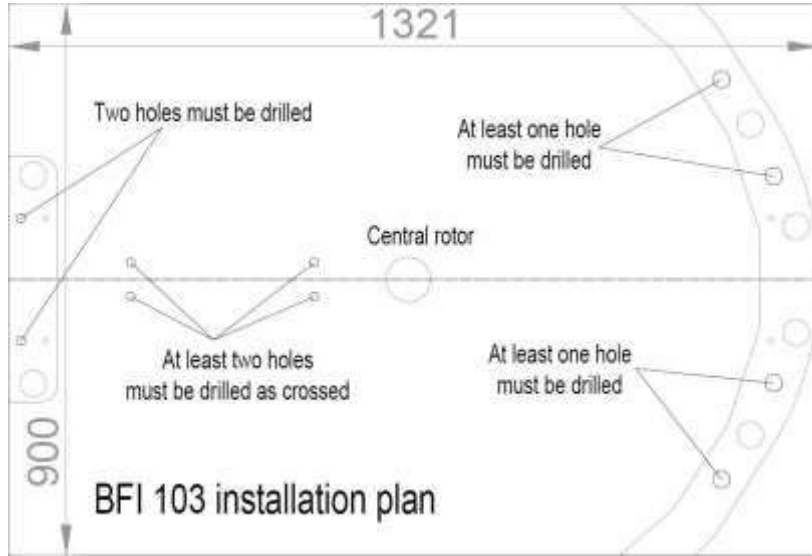 1321
Two holes must be drilled
At least one hole
must be drilled
Central rotor
At least two holes
must be drilled as crossed
At least one hole
must be drilled
900
BFI 103 installation plan